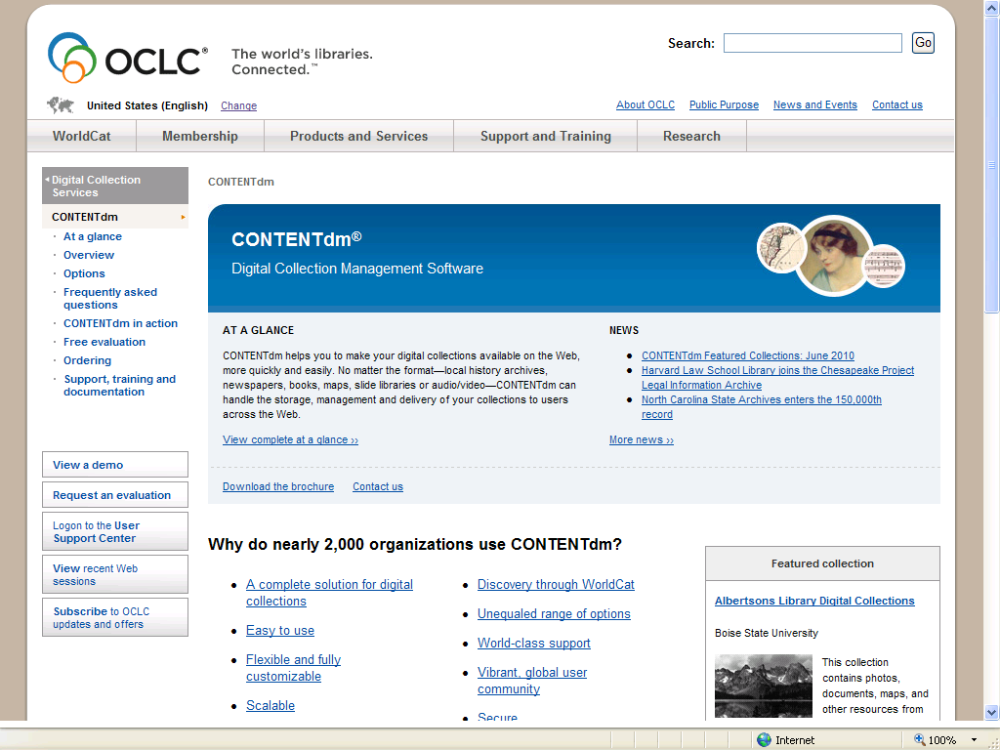 OCLC®
The world's libraries.
Connected.™
Search:
Go
United States (English) Change
About OCLC Public Purpose News and Events Contact us
WorldCat Membership Products and Services Support and Training Research
Digital Collection
Services
CONTENTdm
· At a glance
· Overview
· Options
· Frequently asked
questions
· CONTENTdm in action
· Free evaluation
· Ordering
· Support, training and
documentation
View a demo
Request an evaluation
Logon to the User
Support Center
View recent Web
sessions
Subscribe to OCLC
updates and offers
CONTENTdm
CONTENTdm®
Digital Collection Management Software
AT A GLANCE
CONTENTdm helps you to make your digital collections available on the Web,
more quickly and easily. No matter the format—local history archives,
newspapers, books, maps, slide libraries or audio/video—CONTENTdm can
handle the storage, management and delivery of your collections to users
across the Web.
View complete at a glance ››
NEWS
• CONTENTdm Featured Collections: June 2010
• Harvard Law School Library joins the Chesapeake Project
Legal Information Archive
• North Carolina State Archives enters the 150,000th
record
More news ››
Download the brochure Contact us
Why do nearly 2,000 organizations use CONTENTdm?
• A complete solution for digital
collections
• Easy to use
• Flexible and fully
customizable
• Scalable
• Discovery through WorldCat
• Unequaled range of options
• World-class support
• Vibrant, global user
community
• Secure
Featured collection
Albertsons Library Digital Collections
Boise State University
This collection
contains photos,
documents, maps, and
other resources from
Internet
100%